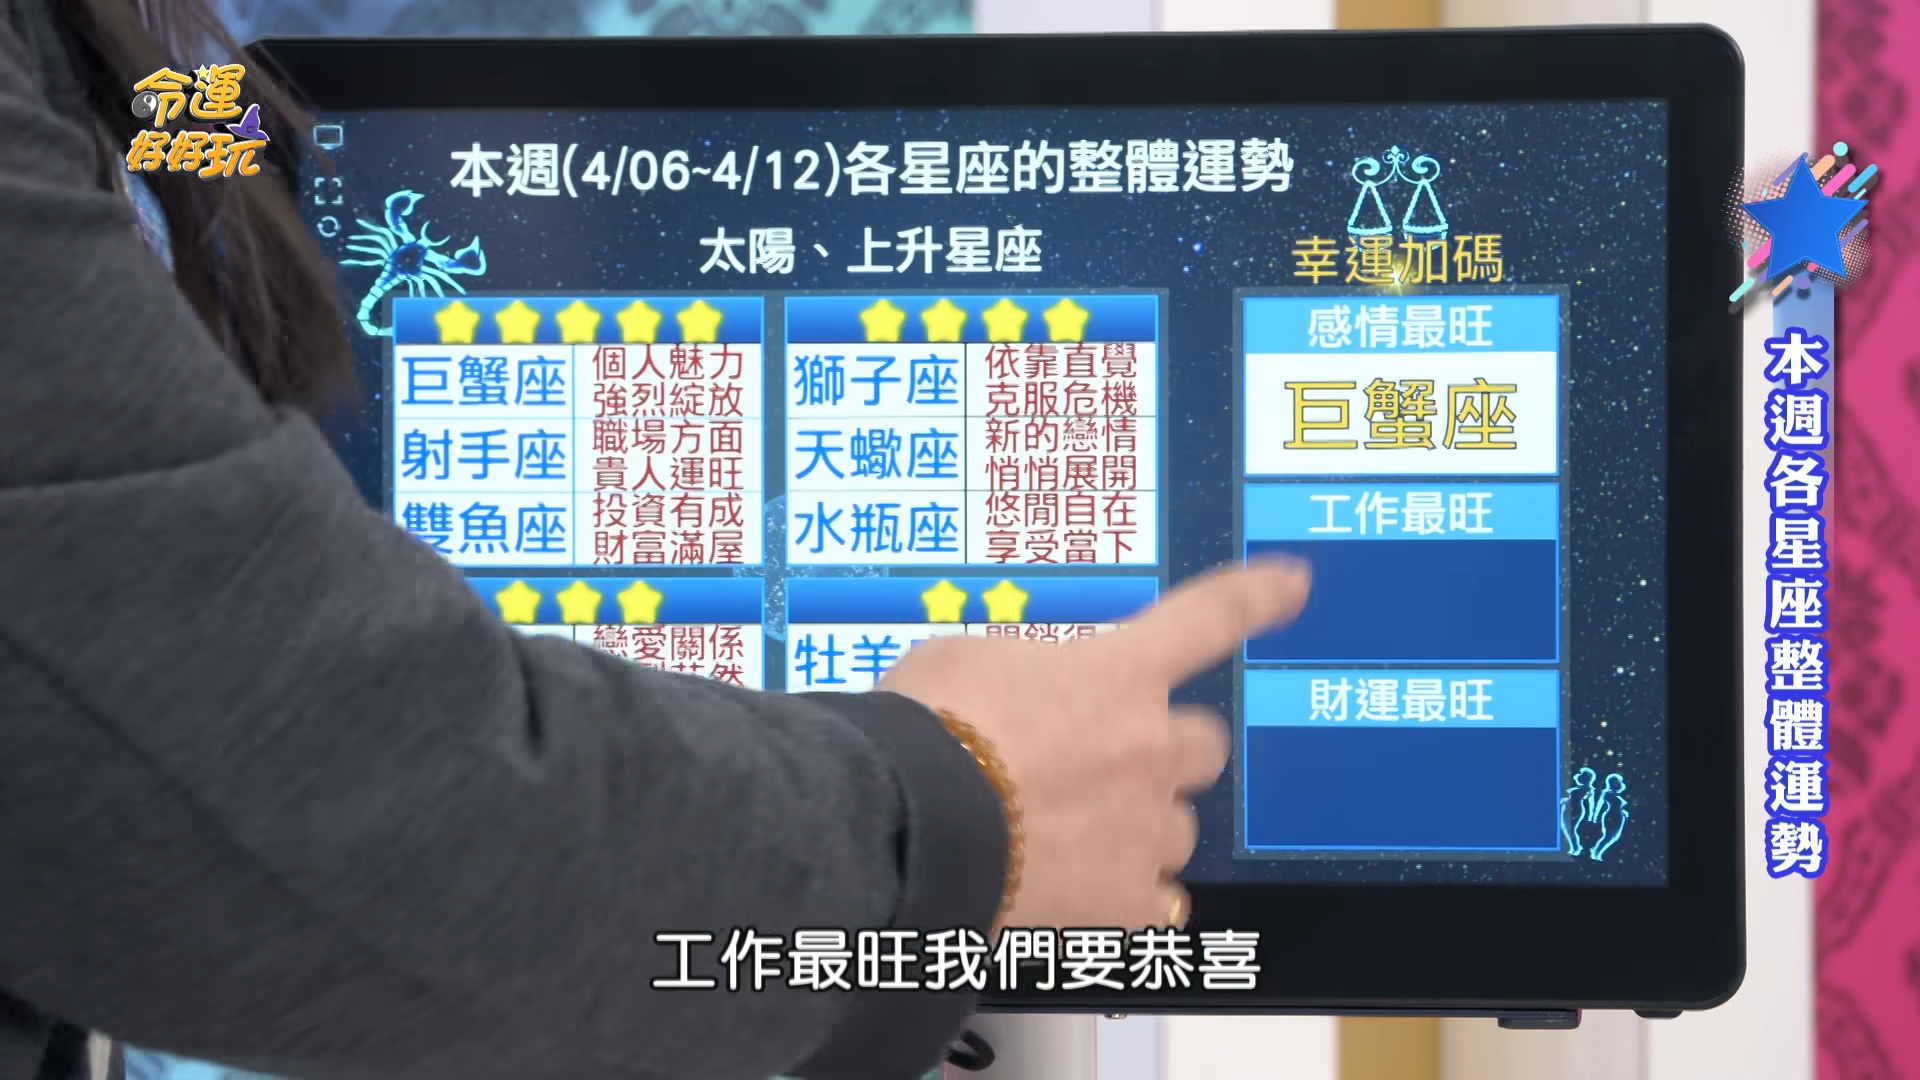 命運
好好玩
本週(4/06~4/12)各星座的整體運勢
太陽、上升星座
幸運加碼
巨蟹座
個人魅力
強烈綻放
射手座
職場方面
貴人運旺
雙魚座
投資有成
財富滿屋
獅子座
依靠直覺
克服危機
天蠍座
新的戀情
悄悄展開
水瓶座
悠閒自在
享受當下
戀愛關係
牡羊
感情最旺
巨蟹座
工作最旺
財運最旺
本週各星座整體運勢
工作最旺我們要恭喜